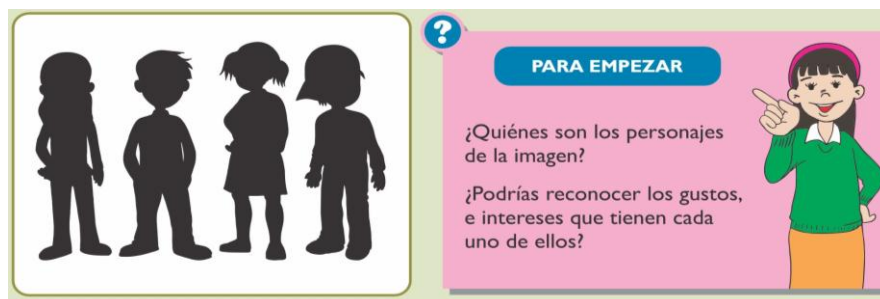 ?
PARA EMPEZAR
¿Quiénes son los personajes
de la imagen?
¿Podrías reconocer los gustos,
e intereses que tienen cada
uno de ellos?